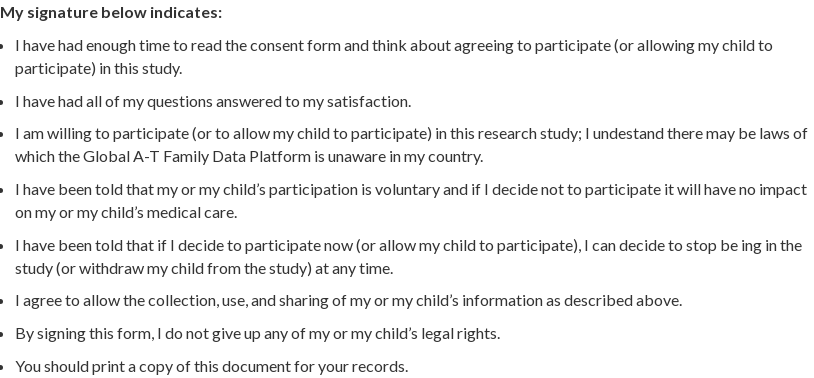 My signature below indicates:
• I have had enough time to read the consent form and think about agreeing to participate (or allowing my child to
participate) in this study.
• I have had all of my questions answered to my satisfaction.
• I am willing to participate (or to allow my child to participate) in this research study; I undestand there may be laws of
which the Global A-T Family Data Platform is unaware in my country.
• I have been told that my or my child’s participation is voluntary and if I decide not to participate it will have no impact
on my or my child’s medical care.
• I have been told that if I decide to participate now (or allow my child to participate), I can decide to stop be ing in the
study (or withdraw my child from the study) at any time.
• I agree to allow the collection, use, and sharing of my or my child’s information as described above.
• By signing this form, I do not give up any of my or my child’s legal rights.
• You should print a copy of this document for your records.